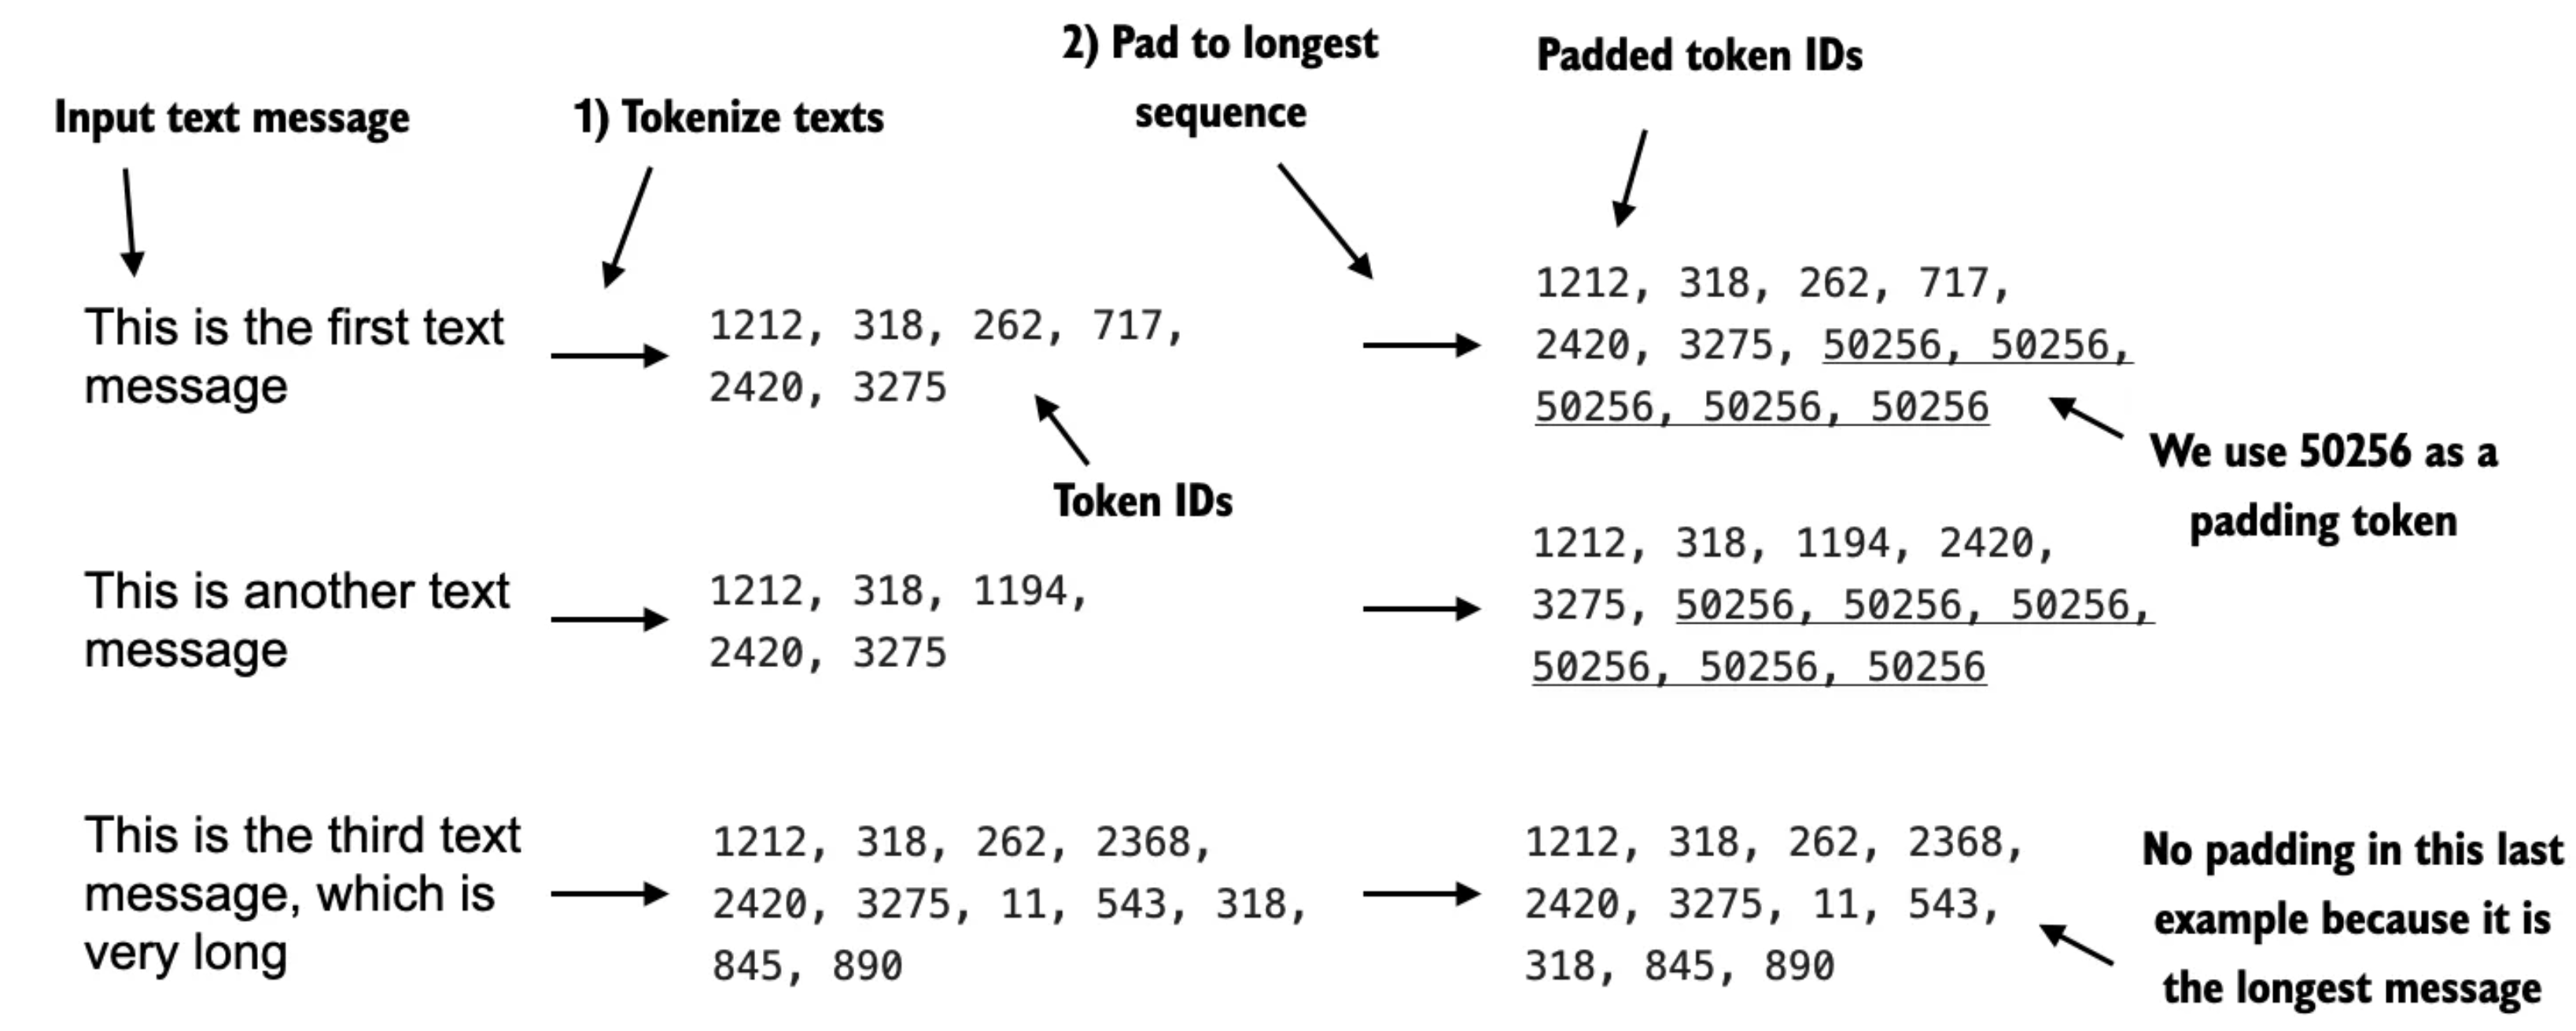 Input text message
1) Tokenize texts
2) Pad to longest
sequence
Padded token IDs
This is the first text
message
1212, 318, 262, 717,
2420, 3275
Token IDs
1212, 318, 262, 717,
2420, 3275, 50256, 50256,
50256, 50256, 50256
We use 50256 as a
padding token
This is another text
message
1212, 318, 1194,
2420, 3275
1212, 318, 1194, 2420,
3275, 50256, 50256, 50256,
50256, 50256, 50256
This is the third text
message, which is
very long
1212, 318, 262, 2368,
2420, 3275, 11, 543, 318,
845, 890
1212, 318, 262, 2368,
2420, 3275, 11, 543,
318, 845, 890
No padding in this last
example because it is
the longest message